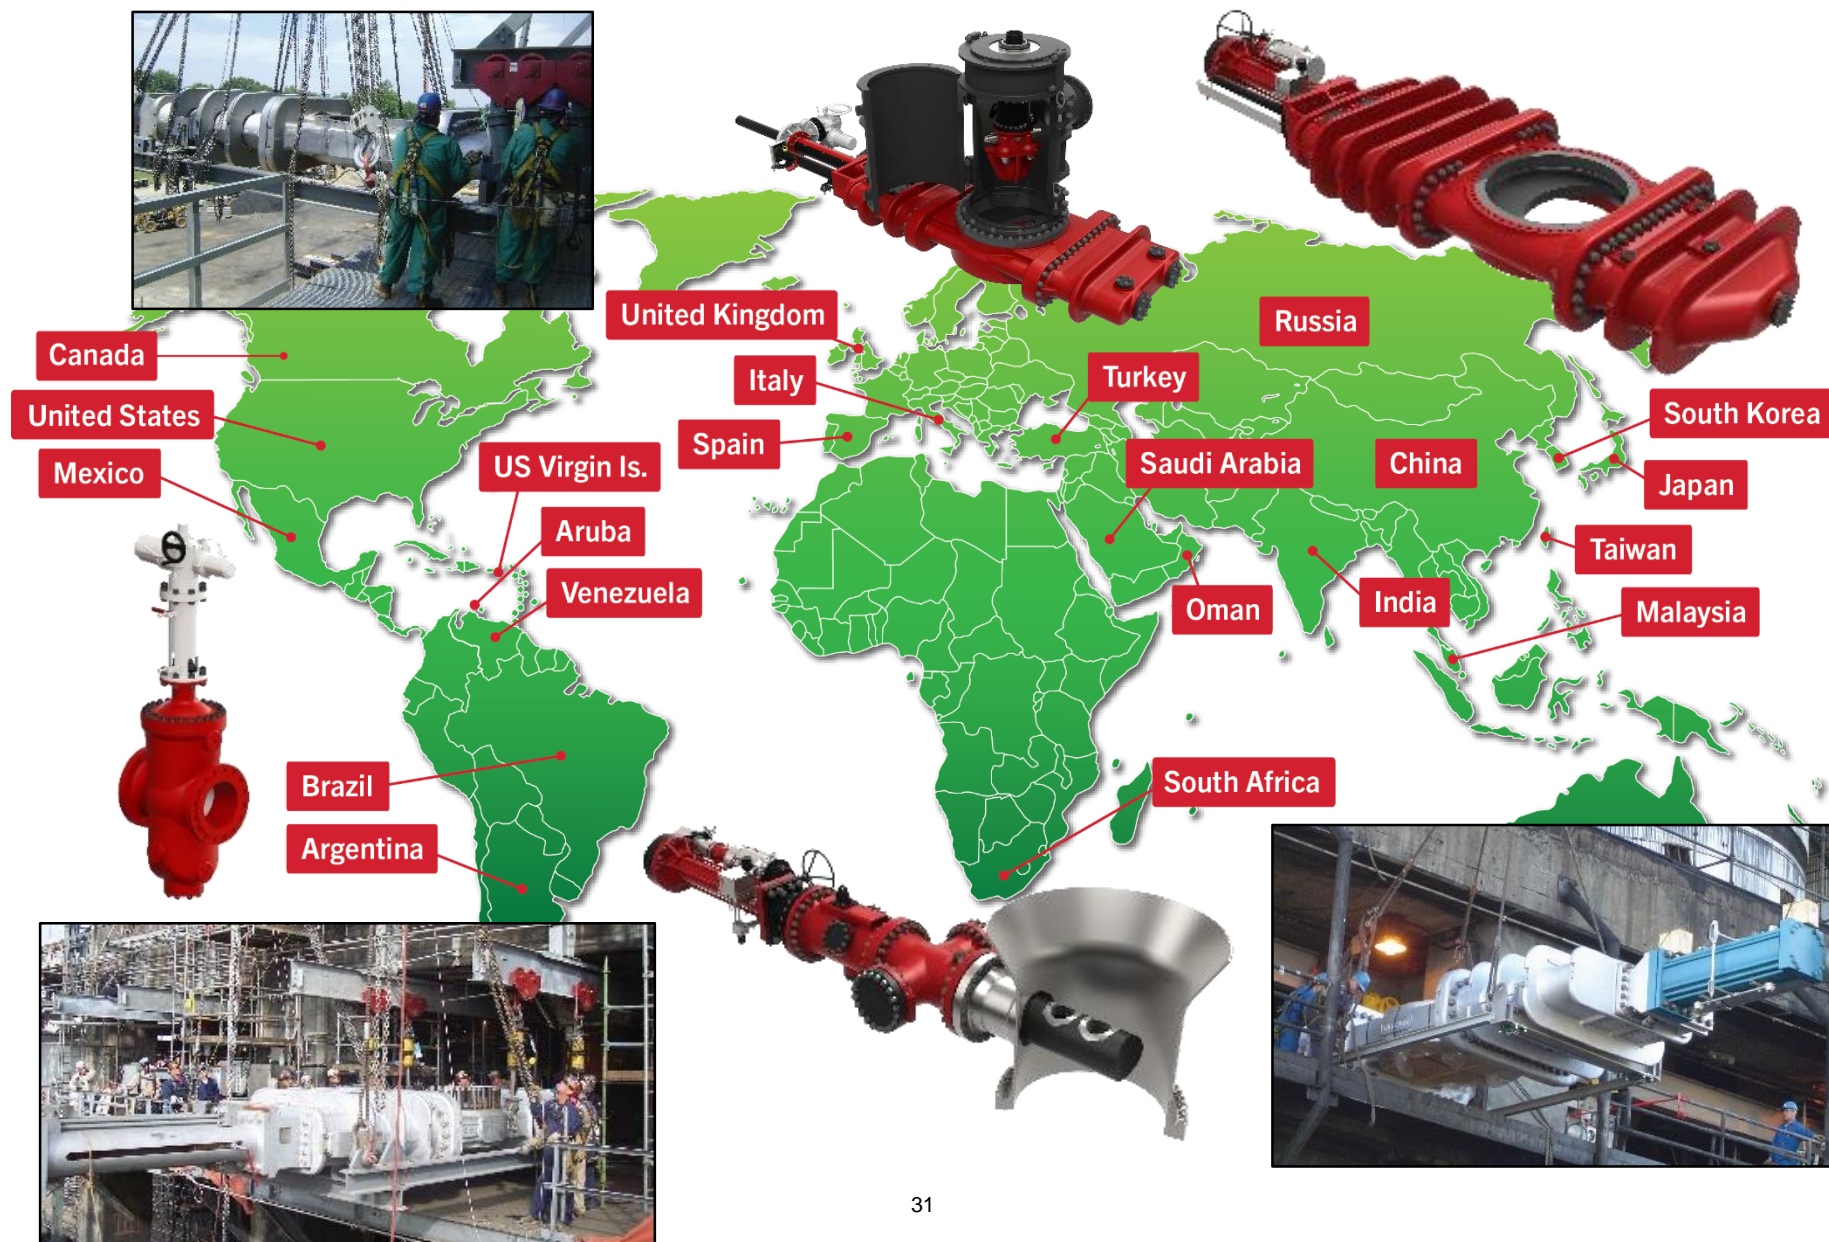 United Kingdom
Russia
Canada
Italy
Turkey
United States
South Korea
Spain
Mexico
US Virgin Is.
Saudi Arabia
China
Japan
Aruba
Taiwan
Venezuela
Oman
India
Malaysia
Brazil
South Africa
Argentina
31